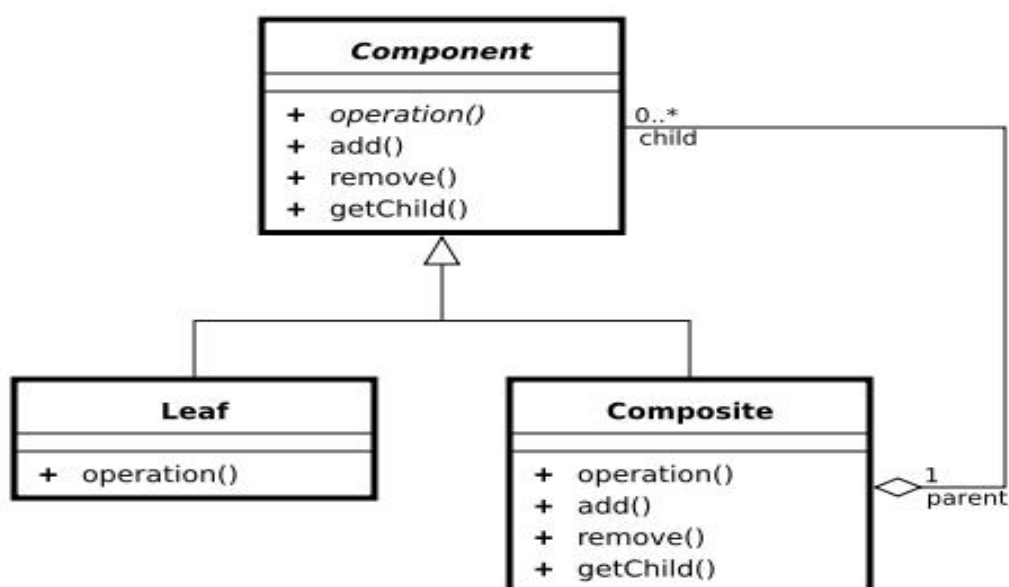 Component
+ operation()
+ add()
+ remove()
+ getChild()
0..*
child
Leaf
+ operation()
Composite
+ operation()
+ add()
+ remove()
+ getChild()
1
parent